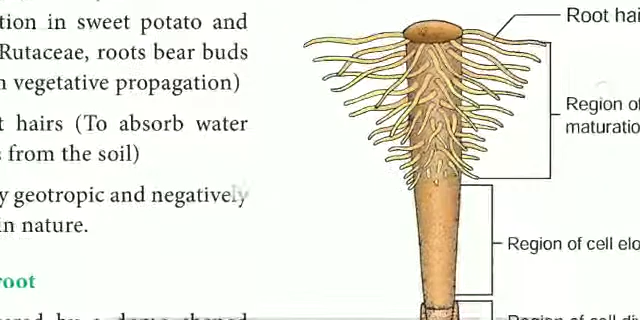 tion in sweet potato and
Rutaceae, roots bear buds
n vegetative propagation)
t hairs (To absorb water
s from the soil)
y geotropic and negatively
in nature.
root
Root hai
Region of
maturatio
Region of cell elo